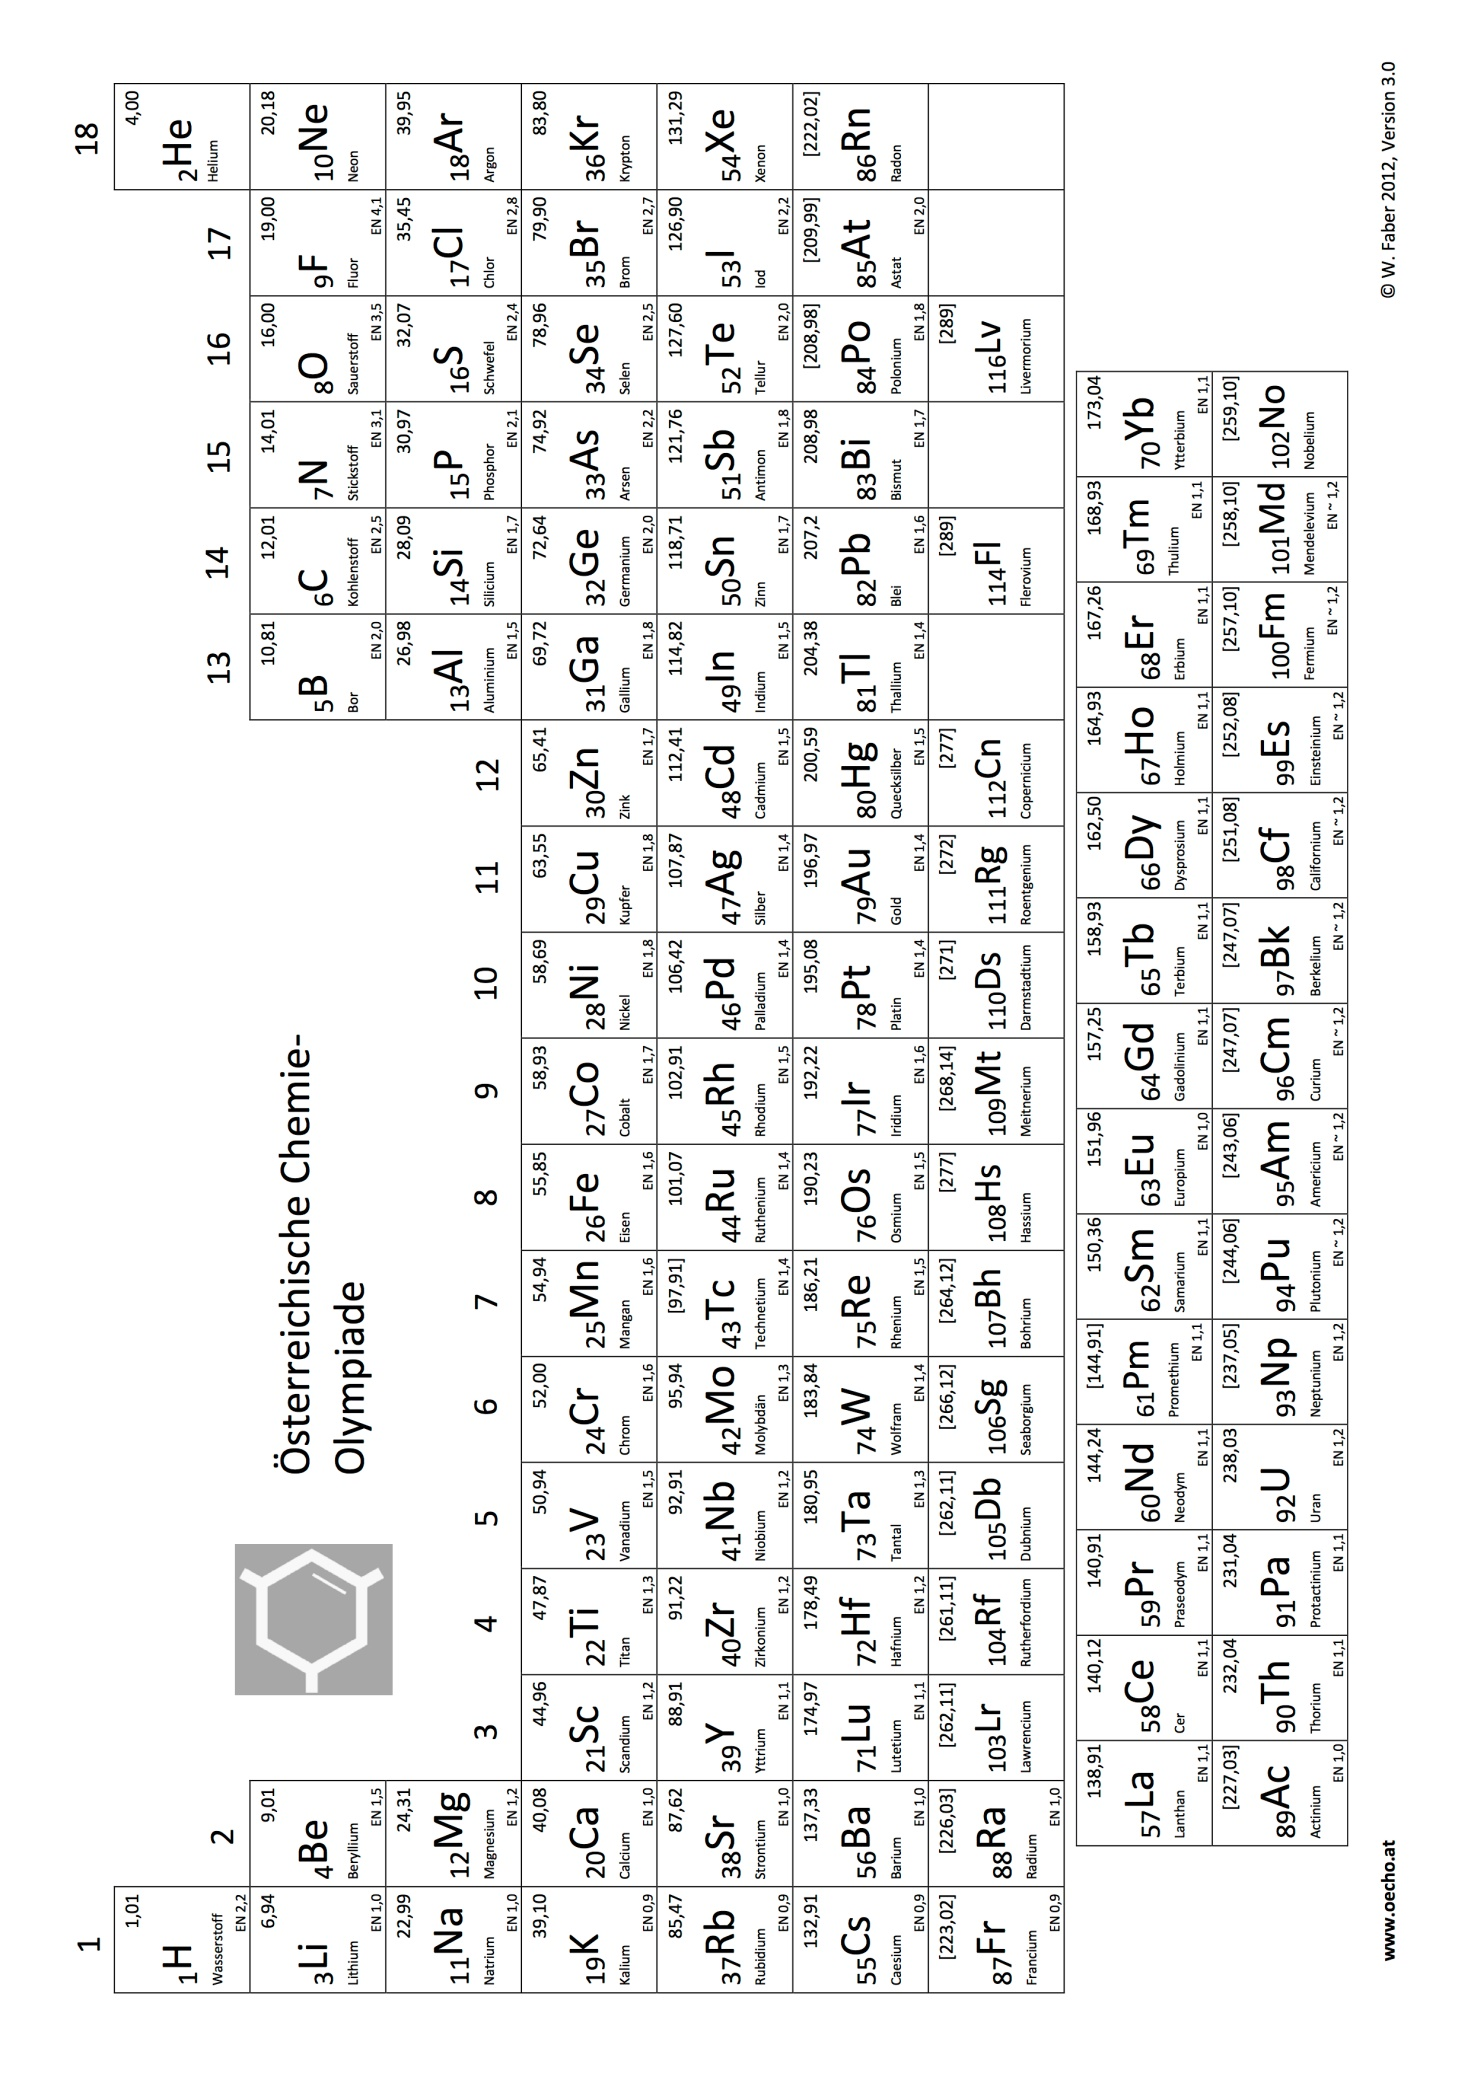 1
18
1,01
1H
Wasserstoff
EN 2,2
2
13
14
15
16
17
4,00
2He
Helium
6,94
3Li
Lithium
EN 1,0
9,01
4Be
Beryllium
EN 1,5
Österreichische Chemie-
Olympiade
10,81
5B
Bor
EN 2,0
12,01
6C
Kohlenstoff
EN 2,5
14,01
7N
Stickstoff
EN 3,1
16,00
8O
Sauerstoff
EN 3,5
19,00
9F
Fluor
EN 4,1
20,18
10Ne
Neon
22,99
11Na
Natrium
EN 1,0
24,31
12Mg
Magnesium
EN 1,2
3
4
5
6
7
8
9
10
11
12
26,98
13Al
Aluminium
EN 1,5
28,09
14Si
Silicium
EN 1,7
30,97
15P
Phosphor
EN 2,1
32,07
16S
Schwefel
EN 2,4
35,45
17Cl
Chlor
EN 2,8
39,95
18Ar
Argon
39,10
19K
Kalium
EN 0,9
40,08
20Ca
Calcium
EN 1,0
44,96
21Sc
Scandium
EN 1,2
47,87
22Ti
Titan
EN 1,3
50,94
23V
Vanadium
EN 1,5
52,00
24Cr
Chrom
EN 1,6
54,94
25Mn
Mangan
EN 1,6
55,85
26Fe
Eisen
EN 1,6
58,93
27Co
Cobalt
EN 1,7
58,69
28Ni
Nickel
EN 1,8
63,55
29Cu
Kupfer
EN 1,8
65,41
30Zn
Zink
EN 1,7
69,72
31Ga
Gallium
EN 1,8
72,64
32Ge
Germanium
EN 2,0
74,92
33As
Arsen
EN 2,2
78,96
34Se
Selen
EN 2,5
79,90
35Br
Brom
EN 2,7
83,80
36Kr
Krypton
85,47
37Rb
Rubidium
EN 0,9
87,62
38Sr
Strontium
EN 1,0
88,91
39Y
Yttrium
EN 1,1
91,22
40Zr
Zirkonium
EN 1,2
92,91
41Nb
Niobium
EN 1,2
95,94
42Mo
Molybdän
EN 1,3
[97,91]
43Tc
Technetium
EN 1,4
101,07
44Ru
Ruthenium
EN 1,4
102,91
45Rh
Rhodium
EN 1,5
106,42
46Pd
Palladium
EN 1,4
107,87
47Ag
Silber
EN 1,4
112,41
48Cd
Cadmium
EN 1,5
114,82
49In
Indium
EN 1,5
118,71
50Sn
Zinn
EN 1,7
121,76
51Sb
Antimon
EN 1,8
127,60
52Te
Tellur
EN 2,0
126,90
53I
Iod
EN 2,2
131,29
54Xe
Xenon
132,91
55Cs
Caesium
EN 0,9
137,33
56Ba
Barium
EN 1,0
174,97
71Lu
Lutetium
EN 1,1
178,49
72Hf
Hafnium
EN 1,2
180,95
73Ta
Tantal
EN 1,3
183,84
74W
Wolfram
EN 1,4
186,21
75Re
Rhenium
EN 1,5
190,23
76Os
Osmium
EN 1,5
192,22
77Ir
Iridium
EN 1,6
195,08
78Pt
Platin
EN 1,4
196,97
79Au
Gold
EN 1,4
200,59
80Hg
Quecksilber
EN 1,5
204,38
81Tl
Thallium
EN 1,4
207,2
82Pb
Blei
EN 1,6
208,98
83Bi
Bismut
EN 1,7
[208,98]
84Po
Polonium
EN 1,8
[209,99]
85At
Astat
EN 2,0
[222,02]
86Rn
Radon
[223,02]
87Fr
Francium
EN 0,9
[226,03]
88Ra
Radium
EN 1,0
[262,11]
103Lr
Lawrencium
[261,11]
104Rf
Rutherfordium
[262,11]
105Db
Dubnium
[266,12]
106Sg
Seaborgium
[264,12]
107Bh
Bohrium
[277]
108Hs
Hassium
[268,14]
109Mt
Meitnerium
[271]
110Ds
Darmstadtium
[272]
111Rg
Roentgenium
[277]
112Cn
Copernicium
[289]
114Fl
Flerovium
[289]
116Lv
Livermorium
138,91
57La
Lanthan
EN 1,1
140,12
58Ce
Cer
EN 1,1
140,91
59Pr
Praseodym
EN 1,1
144,24
60Nd
Neodym
EN 1,1
[144,91]
61Pm
Promethium
EN 1,1
150,36
62Sm
Samarium
EN 1,1
151,96
63Eu
Europium
EN 1,0
157,25
64Gd
Gadolinium
EN 1,1
158,93
65Tb
Terbium
EN 1,1
162,50
66Dy
Dysprosium
EN 1,1
164,93
67Ho
Holmium
EN 1,1
167,26
68Er
Erbium
EN 1,1
168,93
69Tm
Thulium
EN 1,1
173,04
70Yb
Ytterbium
EN 1,1
[227,03]
89Ac
Actinium
EN 1,0
232,04
90Th
Thorium
EN 1,1
231,04
91Pa
Protactinium
EN 1,1
238,03
92U
Uran
EN 1,2
[237,05]
93Np
Neptunium
EN 1,2
[244,06]
94Pu
Plutonium
EN ~ 1,2
[243,06]
95Am
Americium
EN ~ 1,2
[247,07]
96Cm
Curium
EN ~ 1,2
[247,07]
97Bk
Berkelium
EN ~ 1,2
[251,08]
98Cf
Californium
EN ~ 1,2
[252,08]
99Es
Einsteinium
EN ~ 1,2
[257,10]
100Fm
Fermium
EN ~ 1,2
[258,10]
101Md
Mendelevium
EN ~ 1,2
[259,10]
102No
Nobelium
www.oecho.at
© W. Faber 2012, Version 3.0